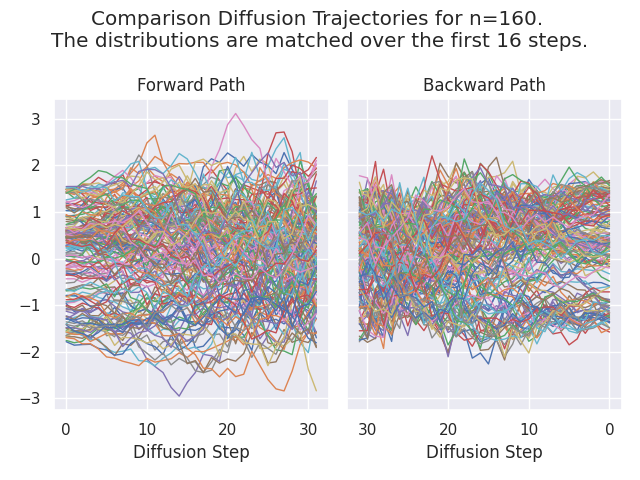 Comparison Diffusion Trajectories for n=160.
The distributions are matched over the first 16 steps.
Forward Path
Backward Path
3
2
1
0
−1
−2
−3
0 10 20 30
30 20 10 0
Diffusion Step
Diffusion Step